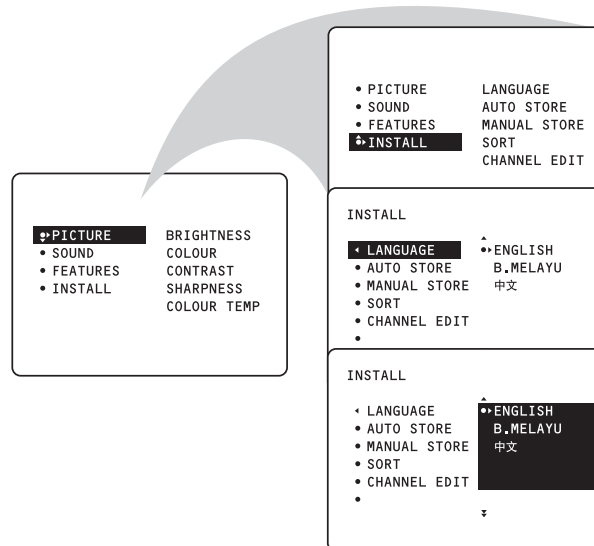 PICTURE BRIGHTNESS
SOUND COLOUR
FEATURES CONTRAST
INSTALL SHARPNESS
COLOUR TEMP
PICTURE LANGUAGE
SOUND AUTO STORE
FEATURES MANUAL STORE
INSTALL SORT
CHANNEL EDIT
INSTALL
LANGUAGE ENGLISH
AUTO STORE B.MELAYU
MANUAL STORE 中文
SORT
CHANNEL EDIT
INSTALL
LANGUAGE ENGLISH
AUTO STORE B.MELAYU
MANUAL STORE 中文
SORT
CHANNEL EDIT